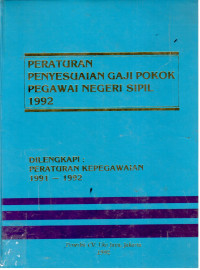 PERATURAN
PENYESUAIAN GAJI POKOK
PEGAWAI NEGERI SIPIL
1992
DILENGKAPI
PERATURAN KEPEGAWAIAN
1991 - 1992